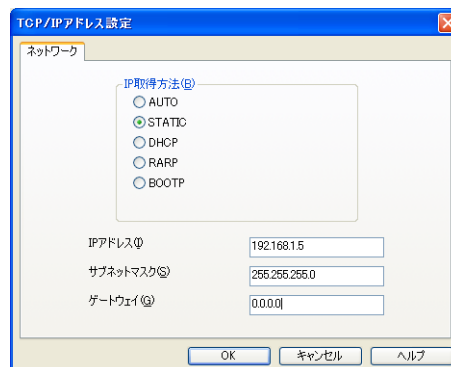 TCP/IPアドレス設定
ネットワーク
IP取得方法(B)
AUTO
STATIC
DHCP
RARP
BOOTP
IPアドレス(I)
192.168.1.5
サブネットマスク(S)
255.255.255.0
ゲートウェイ(G)
0.0.0.0
OK
キャンセル
ヘルプ